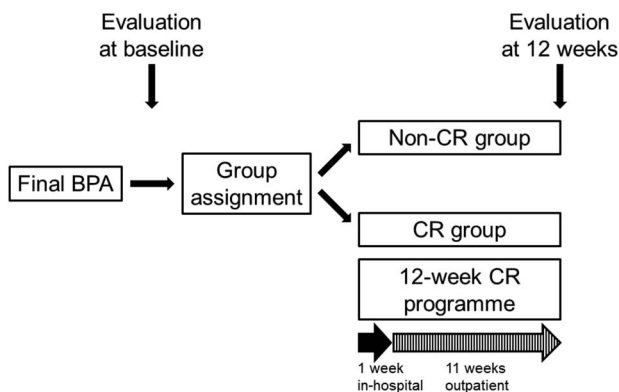 Evaluation
at baseline
Evaluation
at 12 weeks
Final BPA
Group
assignment
Non-CR group
CR group
12-week CR
programme
1 week
in-hospital
11 weeks
outpatient